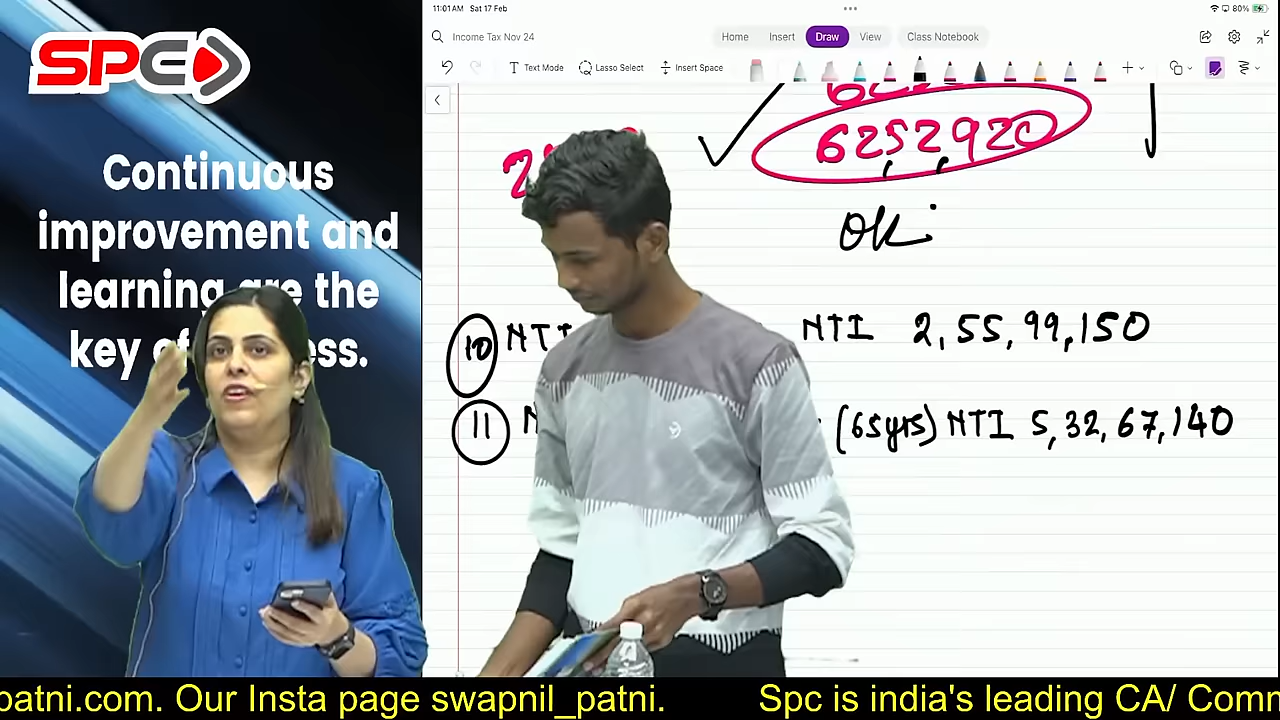 11:01 AM Sat 17 Feb
80%
Income Tax Nov 24
Home Insert Draw View Class Notebook
Text Mode Lasso Select Insert Space
SPC
Continuous
improvement and
learning are the
key of
ess.
6252920
Ok
10 NTI NTI 2,55,99,150
11 N (65yrs) NTI 5,32,67,140
patni.com. Our Insta page swapnil_patni. Spc is india's leading CA/ Comm